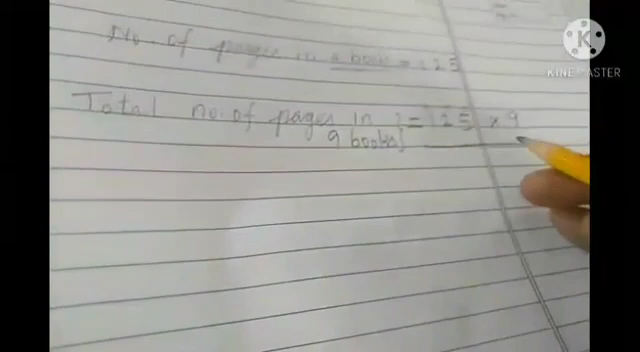 KINEMASTER
No. of pages in a book = 125
Total no. of pages in } = 125 × 9
9 books